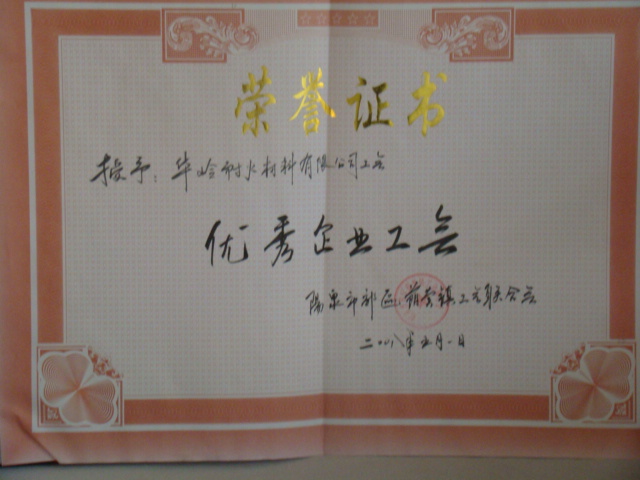 荣誉证书
授予：华岭耐火材料有限公司工会
优秀企业工会
阳泉市郊区荫营镇工会联合会
二〇〇八年五月一日